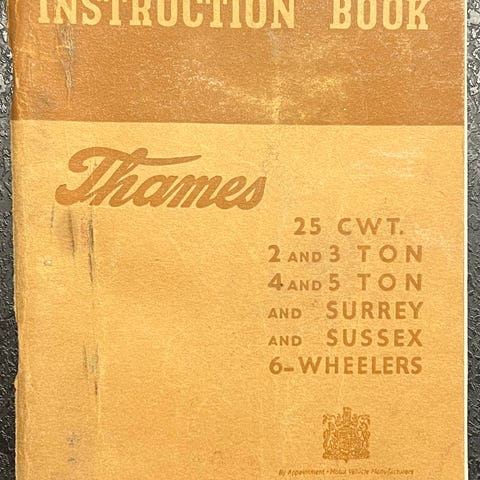 INSTRUCTION BOOK
Thames
25 CWT.
2 AND 3 TON
4 AND 5 TON
AND SURREY
AND SUSSEX
6-WHEELERS
By Appointment • Motor Vehicle Manufacturers